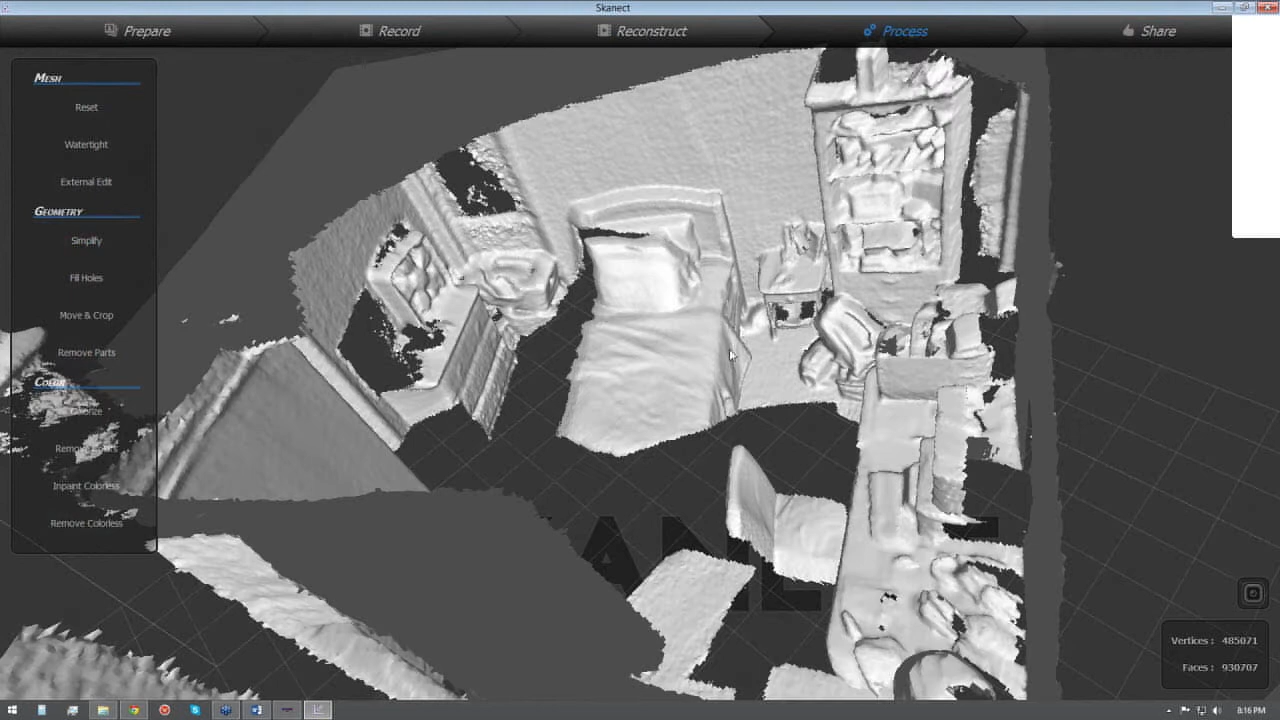 Skanect
Prepare
Record
Reconstruct
Process
Share
Mesh
Reset
Watertight
External Edit
Geometry
Simplify
Fill Holes
Move & Crop
Remove Parts
Color
Colorize
Inpaint Colorless
Remove Colorless
Vertices : 485071
Faces : 930707
8:16 PM